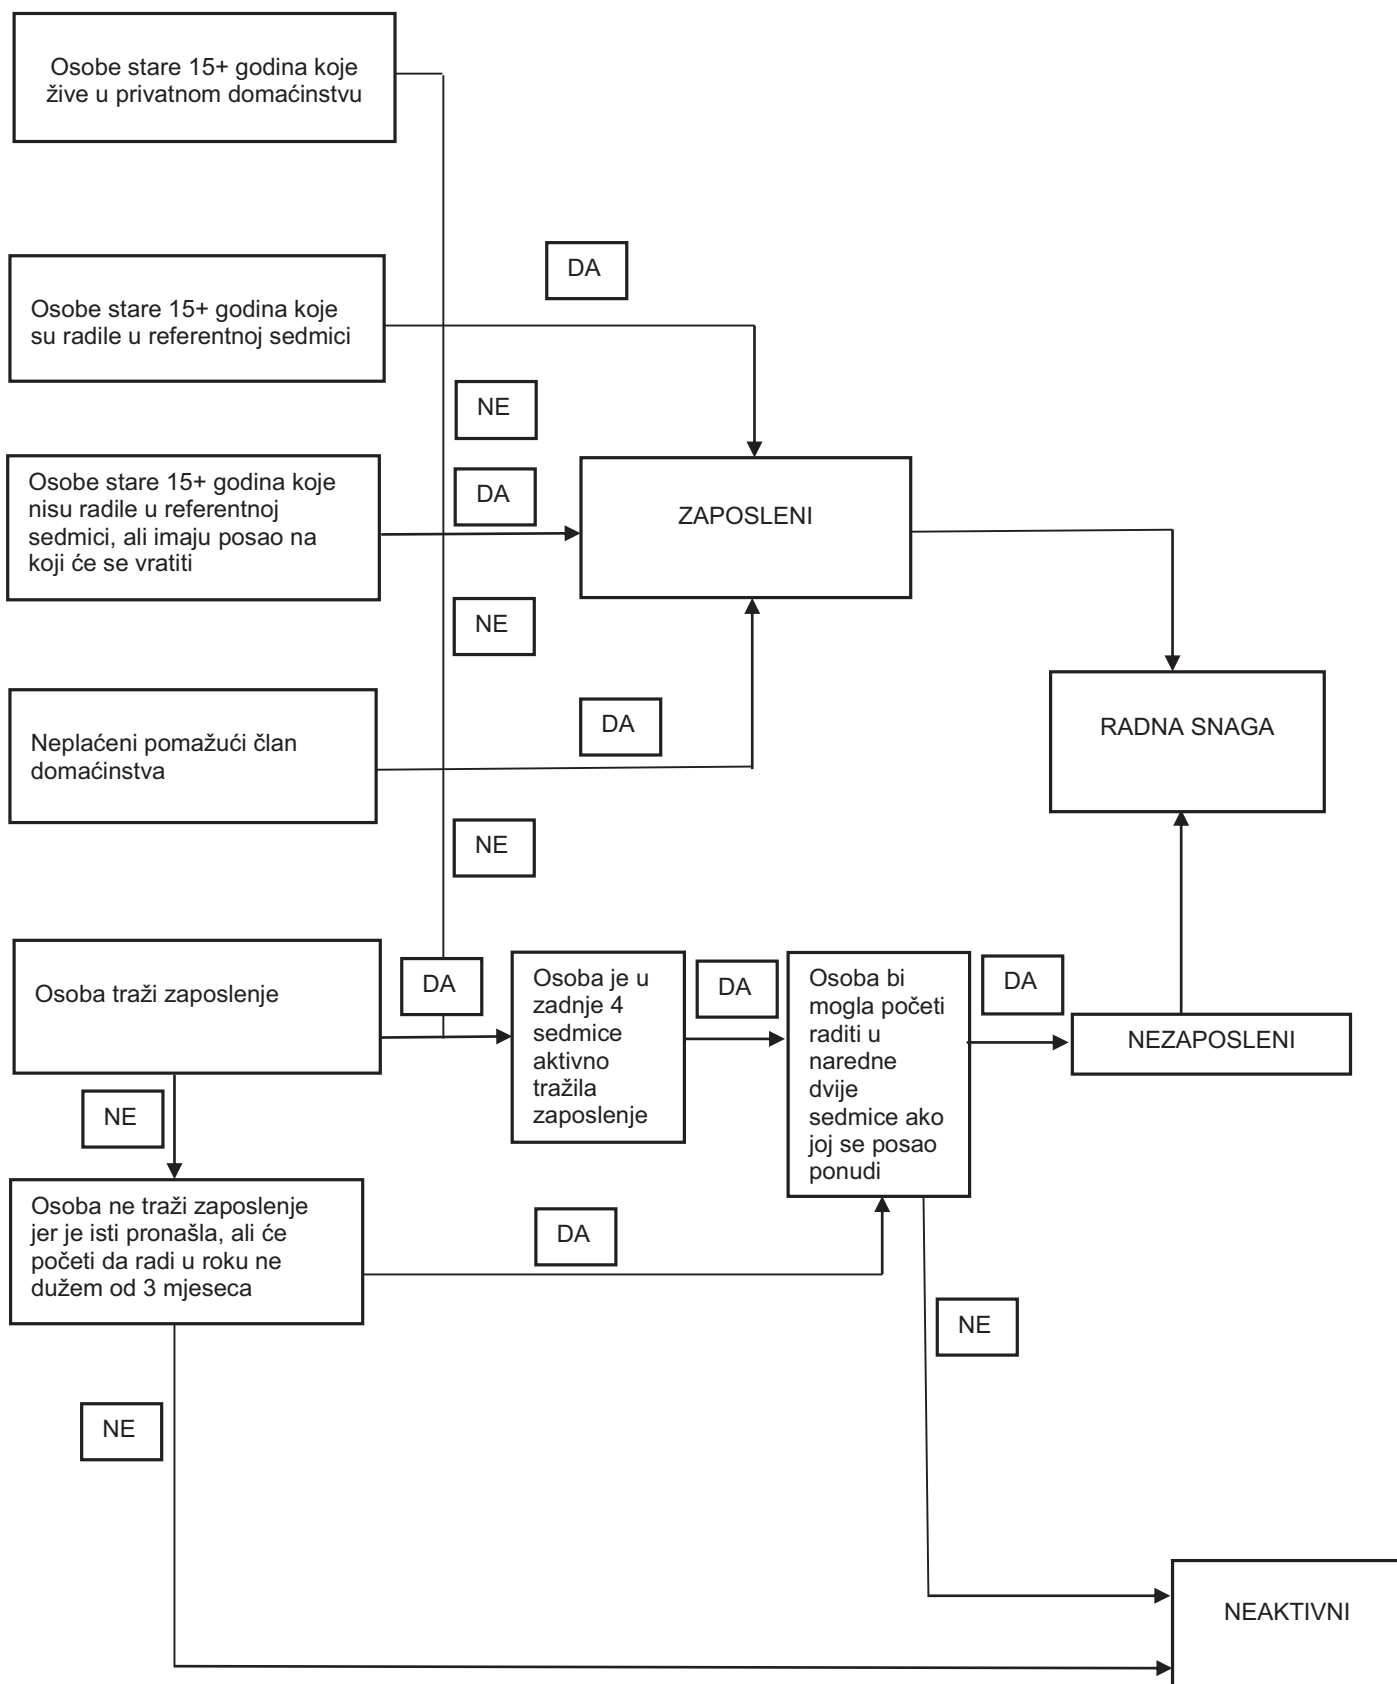 Osobe stare 15+ godina koje
žive u privatnom domaćinstvu
DA
Osobe stare 15+ godina koje
su radile u referentnoj sedmici
NE
Osobe stare 15+ godina koje
nisu radile u referentnoj
sedmici, ali imaju posao na
koji će se vratiti
DA
ZAPOSLENI
NE
Neplaćeni pomažući član
domaćinstva
DA
RADNA SNAGA
NE
Osoba traži zaposlenje
DA
Osoba je u
zadnje 4
sedmice
aktivno
tražila
zaposlenje
DA
Osoba bi
mogla početi
raditi u
naredne
dvije
sedmice ako
joj se posao
ponudi
DA
NEZAPOSLENI
NE
Osoba ne traži zaposlenje
jer je isti pronašla, ali će
početi da radi u roku ne
dužem od 3 mjeseca
DA
NE
NE
NEAKTIVNI